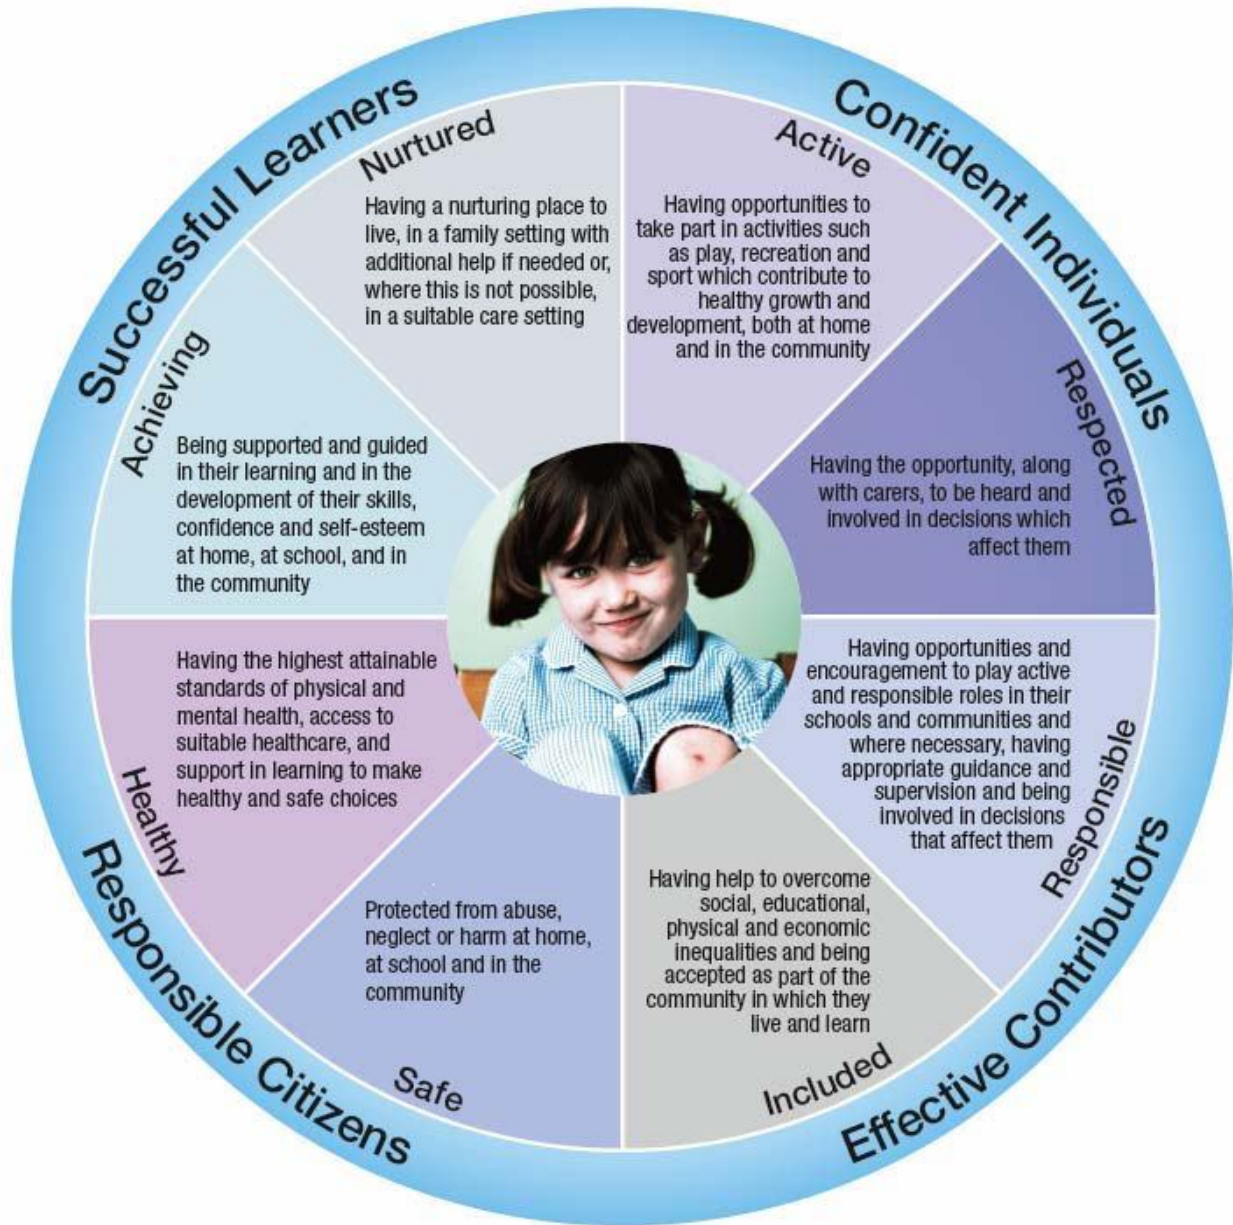 Successful Learners
Confident Individuals
Nurtured
Having a nurturing place to
live, in a family setting with
additional help if needed or,
where this is not possible,
in a suitable care setting
Active
Having opportunities to
take part in activities such
as play, recreation and
sport which contribute to
healthy growth and
development, both at home
and in the community
Achieving
Being supported and guided
in their learning and in the
development of their skills,
confidence and self-esteem
at home, at school, and in
the community
Respected
Having the opportunity, along
with carers, to be heard and
involved in decisions which
affect them
Healthy
Having the highest attainable
standards of physical and
mental health, access to
suitable healthcare, and
support in learning to make
healthy and safe choices
Responsible
Having opportunities and
encouragement to play active
and responsible roles in their
schools and communities and
where necessary, having
appropriate guidance and
supervision and being
involved in decisions
that affect them
Safe
Protected from abuse,
neglect or harm at home,
at school and in the
community
Included
Having help to overcome
social, educational,
physical and economic
inequalities and being
accepted as part of the
community in which they
live and learn
Responsible Citizens
Effective Contributors